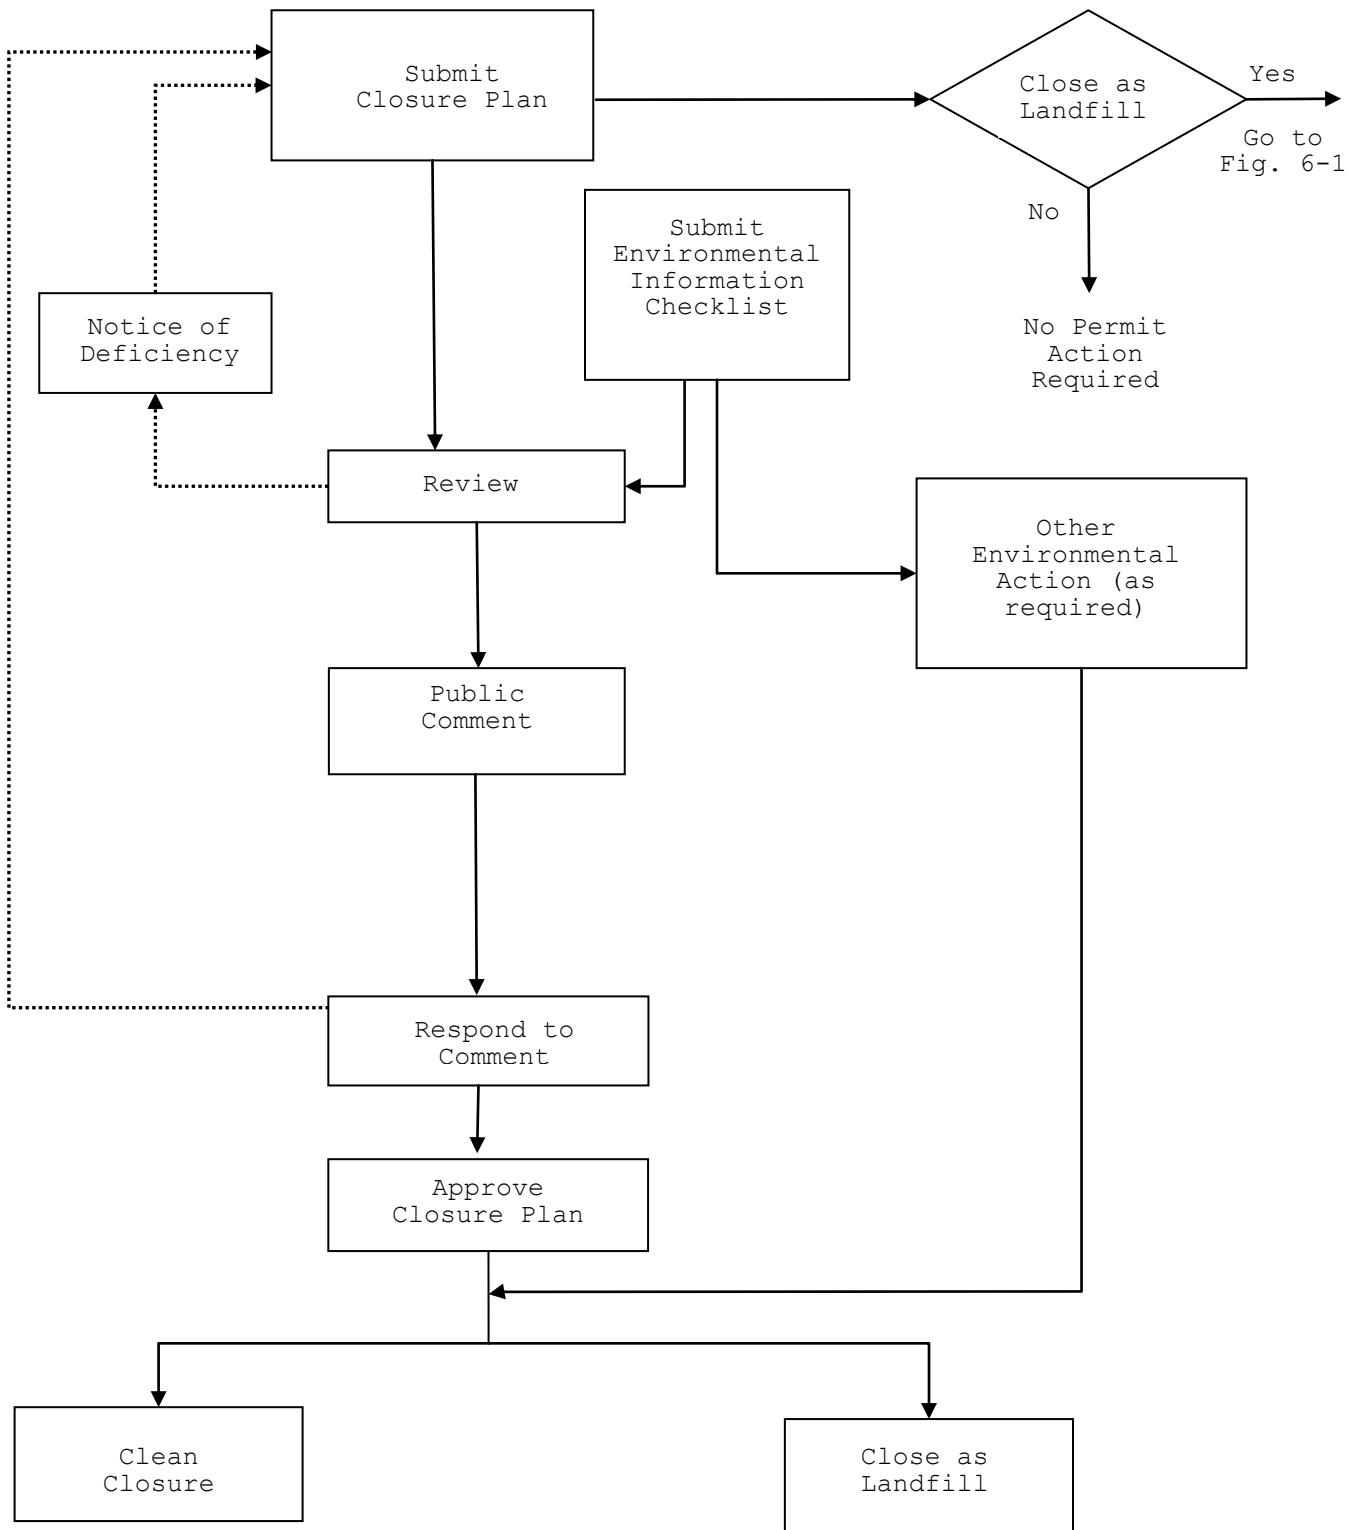 Submit
Closure Plan
Close as
Landfill
Yes
Go to
Fig. 6-1
No
No Permit
Action
Required
Submit
Environmental
Information
Checklist
Notice of
Deficiency
Review
Other
Environmental
Action (as
required)
Public
Comment
Respond to
Comment
Approve
Closure Plan
Clean
Closure
Close as
Landfill